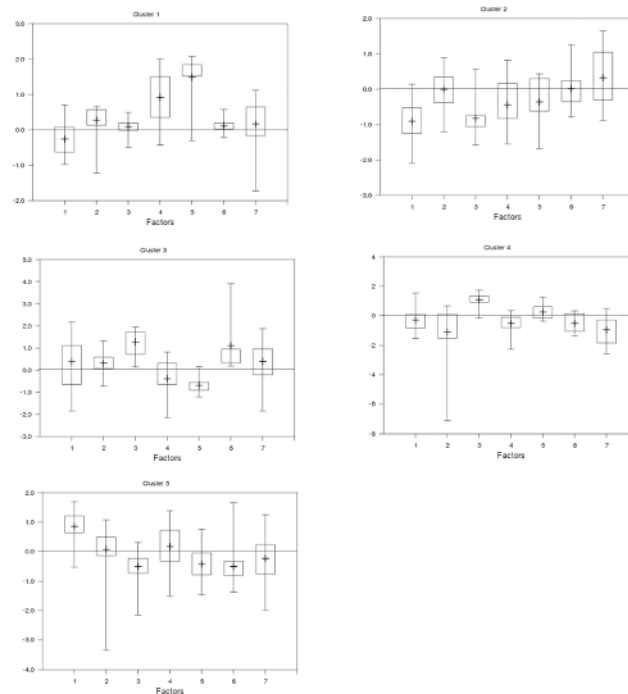 Cluster 1
3.0
2.0
1.0
0.0
-1.0
-2.0
1 2 3 4 5 6 7
Factors
Cluster 2
2.0
1.0
0.0
-1.0
-2.0
-3.0
1 2 3 4 5 6 7
Factors
Cluster 3
5.0
4.0
3.0
2.0
1.0
0.0
-1.0
-2.0
-3.0
1 2 3 4 5 6 7
Factors
Cluster 4
4
2
0
-2
-4
-6
-8
1 2 3 4 5 6 7
Factors
Cluster 5
2.0
1.0
0.0
-1.0
-2.0
-3.0
-4.0
1 2 3 4 5 6 7
Factors